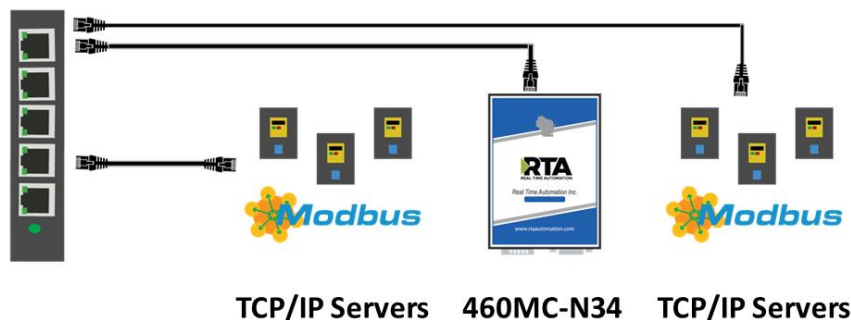 RTA
REAL TIME AUTOMATION
Real Time Automation Inc.
www.rtaautomation.com
Modbus
Modbus
TCP/IP Servers
460MC-N34
TCP/IP Servers